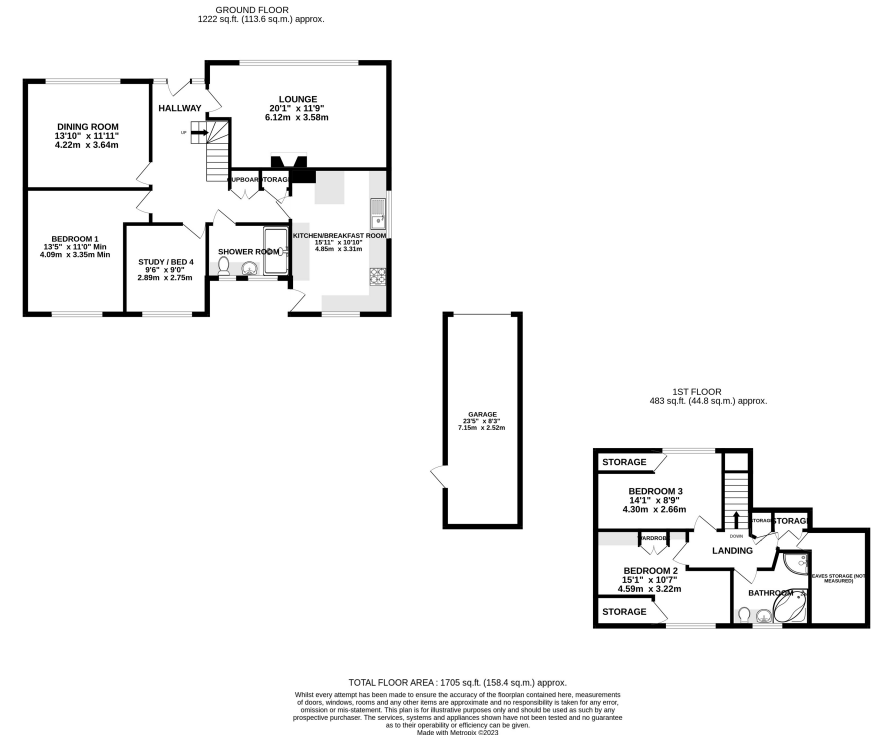 GROUND FLOOR
1222 sq.ft. (113.6 sq.m.) approx.
HALLWAY
LOUNGE
20'1" x 11'9"
6.12m x 3.58m
DINING ROOM
13'10" x 11'11"
4.22m x 3.64m
UP
CUPBOARD
STORAGE
BEDROOM 1
13'5" x 11'0" Min
4.09m x 3.35m Min
STUDY / BED 4
9'6" x 9'0"
2.89m x 2.75m
SHOWER ROOM
KITCHEN/BREAKFAST ROOM
15'11" x 10'10"
4.85m x 3.31m
GARAGE
23'5" x 8'3"
7.15m x 2.52m
1ST FLOOR
483 sq.ft. (44.8 sq.m.) approx.
STORAGE
BEDROOM 3
14'1" x 8'9"
4.30m x 2.66m
STORAGE
STORAGE
DOWN
WARDROBE
LANDING
BEDROOM 2
15'1" x 10'7"
4.59m x 3.22m
EAVES STORAGE (NOT
MEASURED)
BATHROOM
STORAGE
TOTAL FLOOR AREA : 1705 sq.ft. (158.4 sq.m.) approx.
Whilst every attempt has been made to ensure the accuracy of the floorplan contained here, measurements
of doors, windows, rooms and any other items are approximate and no responsibility is taken for any error,
omission or mis-statement. This plan is for illustrative purposes only and should be used as such by any
prospective purchaser. The services, systems and appliances shown have not been tested and no guarantee
as to their operability or efficiency can be given.
Made with Metropix ©2023